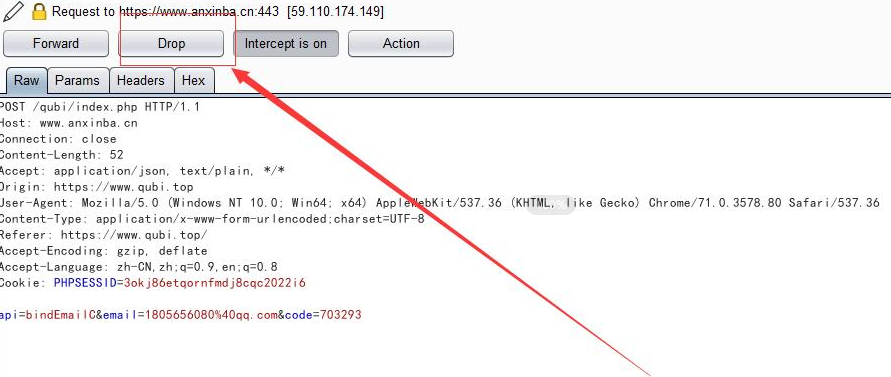 Request to https://www.anxinba.cn:443 [59.110.174.149]
Forward Drop Intercept is on Action
Raw Params Headers Hex
POST /qubi/index.php HTTP/1.1
Host: www.anxinba.cn
Connection: close
Content-Length: 52
Accept: application/json, text/plain, */*
Origin: https://www.qubi.top
User-Agent: Mozilla/5.0 (Windows NT 10.0; Win64; x64) AppleWebKit/537.36 (KHTML, like Gecko) Chrome/71.0.3578.80 Safari/537.36
Content-Type: application/x-www-form-urlencoded;charset=UTF-8
Referer: https://www.qubi.top/
Accept-Encoding: gzip, deflate
Accept-Language: zh-CN,zh;q=0.9,en;q=0.8
Cookie: PHPSESSID=3okj86etqornfmdj8cqc2022i6
api=bindEmailC&email=1805656080%40qq.com&code=703293